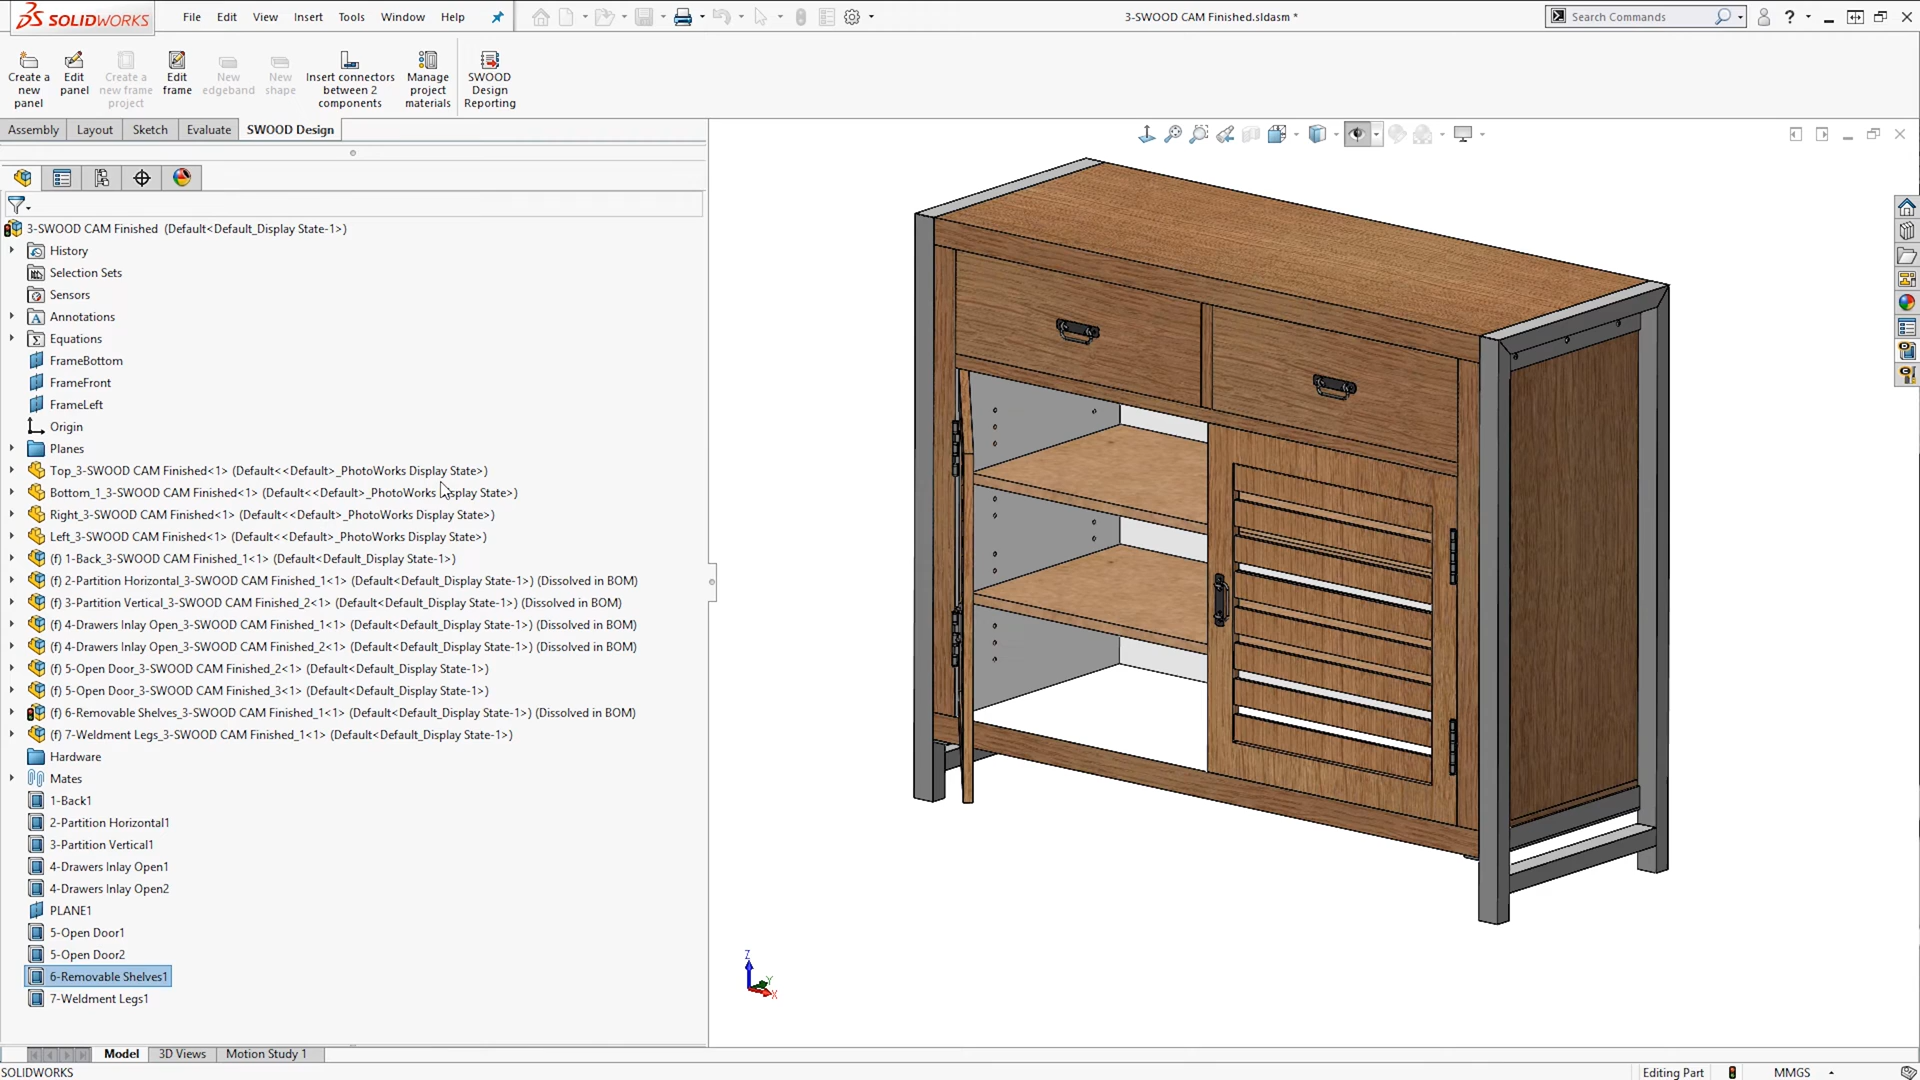 SOLIDWORKS File Edit View Insert Tools Window Help 3-SWOOD CAM Finished.sldasm * Search Commands ?
Create a new panel
Edit panel
Create a new frame project
Edit frame
New edgeband
New shape
Insert connectors between 2 components
Manage project materials
SWOOD Design Reporting
Assembly Layout Sketch Evaluate SWOOD Design
3-SWOOD CAM Finished (Default<Default_Display State-1>)
History
Selection Sets
Sensors
Annotations
Equations
FrameBottom
FrameFront
FrameLeft
Origin
Planes
Top_3-SWOOD CAM Finished<1> (Default<<Default>_PhotoWorks Display State>)
Bottom_1_3-SWOOD CAM Finished<1> (Default<<Default>_PhotoWorks Display State>)
Right_3-SWOOD CAM Finished<1> (Default<<Default>_PhotoWorks Display State>)
Left_3-SWOOD CAM Finished<1> (Default<<Default>_PhotoWorks Display State>)
(f) 1-Back_3-SWOOD CAM Finished_1<1> (Default<Default_Display State-1>)
(f) 2-Partition Horizontal_3-SWOOD CAM Finished_1<1> (Default<Default_Display State-1>) (Dissolved in BOM)
(f) 3-Partition Vertical_3-SWOOD CAM Finished_2<1> (Default<Default_Display State-1>) (Dissolved in BOM)
(f) 4-Drawers Inlay Open_3-SWOOD CAM Finished_1<1> (Default<Default_Display State-1>) (Dissolved in BOM)
(f) 4-Drawers Inlay Open_3-SWOOD CAM Finished_2<1> (Default<Default_Display State-1>) (Dissolved in BOM)
(f) 5-Open Door_3-SWOOD CAM Finished_2<1> (Default<Default_Display State-1>)
(f) 5-Open Door_3-SWOOD CAM Finished_3<1> (Default<Default_Display State-1>)
(f) 6-Removable Shelves_3-SWOOD CAM Finished_1<1> (Default<Default_Display State-1>) (Dissolved in BOM)
(f) 7-Weldment Legs_3-SWOOD CAM Finished_1<1> (Default<Default_Display State-1>)
Hardware
Mates
1-Back1
2-Partition Horizontal1
3-Partition Vertical1
4-Drawers Inlay Open1
4-Drawers Inlay Open2
PLANE1
5-Open Door1
5-Open Door2
6-Removable Shelves1
7-Weldment Legs1
Z
Y
X
Model 3D Views Motion Study 1
SOLIDWORKS Editing Part MMGS